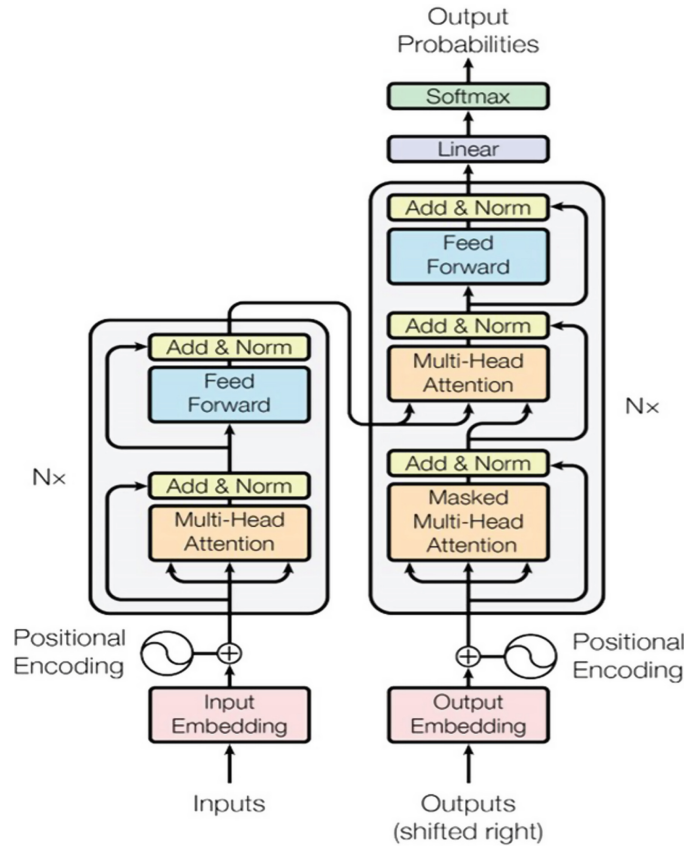 Output
Probabilities
Softmax
Linear
Add & Norm
Feed
Forward
Add & Norm
Multi-Head
Attention
Add & Norm
Masked
Multi-Head
Attention
Nx
Add & Norm
Feed
Forward
Add & Norm
Multi-Head
Attention
Nx
Positional
Encoding
Positional
Encoding
Input
Embedding
Output
Embedding
Inputs
Outputs
(shifted right)